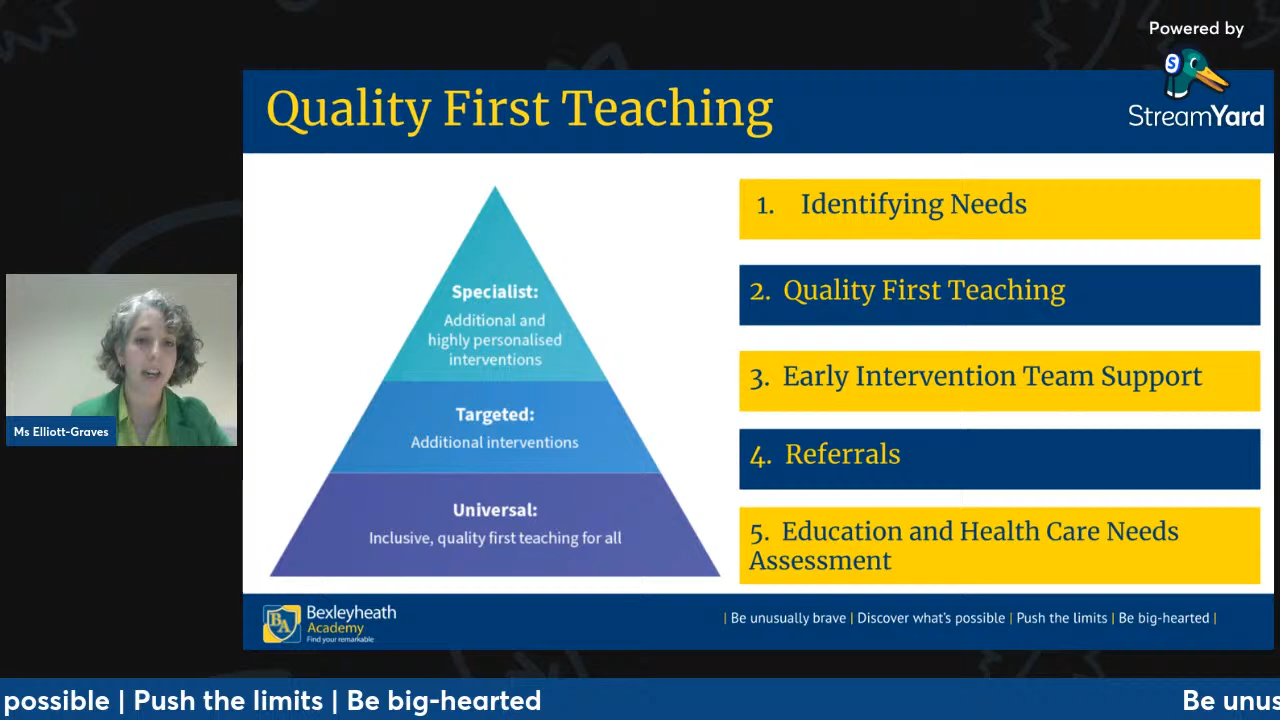 Powered by
StreamYard
Quality First Teaching
Specialist:
Additional and
highly personalised
interventions
Targeted:
Additional interventions
Universal:
Inclusive, quality first teaching for all
1. Identifying Needs
2. Quality First Teaching
3. Early Intervention Team Support
4. Referrals
5. Education and Health Care Needs
Assessment
Ms Elliott-Graves
BA
Bexleyheath
Academy
Find your remarkable
| Be unusually brave | Discover what's possible | Push the limits | Be big-hearted |
possible | Push the limits | Be big-hearted
Be unus